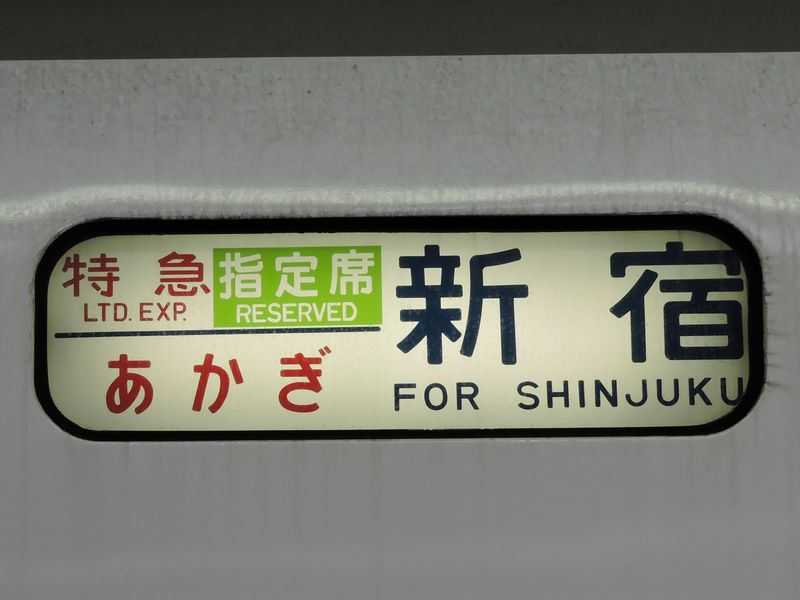 特急 指定席
LTD. EXP. RESERVED
あかぎ
新宿
FOR SHINJUKU